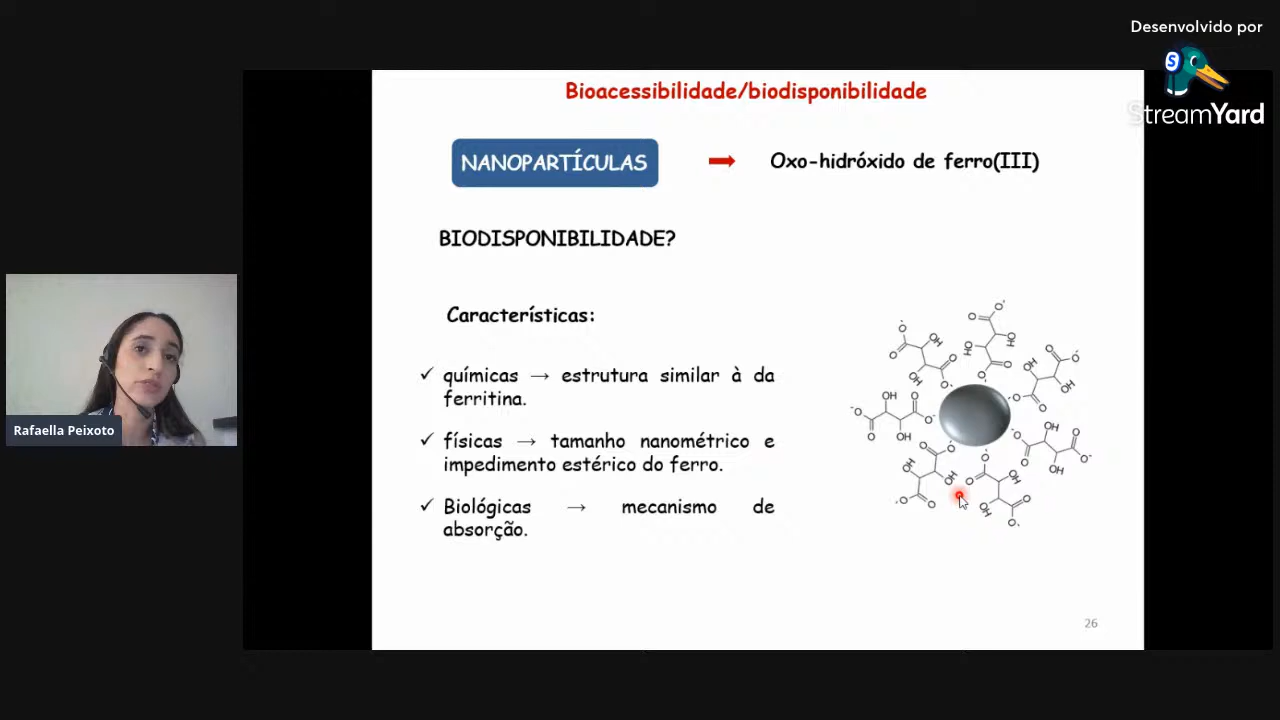 Desenvolvido por
StreamYard
Bioacessibilidade/biodisponibilidade
NANOPARTÍCULAS → Oxo-hidróxido de ferro(III)
BIODISPONIBILIDADE?
Características:
✓ químicas → estrutura similar à da
ferritina.
✓ físicas → tamanho nanométrico e
impedimento estérico do ferro.
✓ Biológicas → mecanismo de
absorção.
Rafaella Peixoto
26